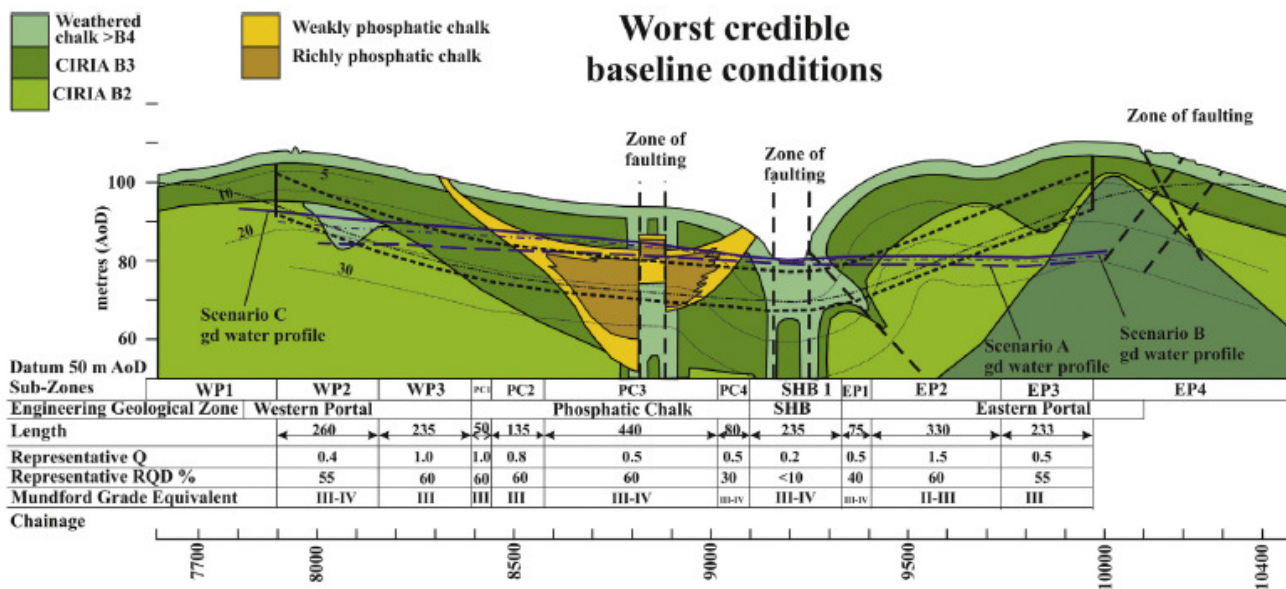 Weathered
chalk >B4
CIRIA B3
CIRIA B2
Weakly phosphatic chalk
Richly phosphatic chalk
Worst credible
baseline conditions
Zone of
faulting
Zone of
faulting
Zone of faulting
metres (AoD)
100
80
60
5
10
20
30
Scenario C
gd water profile
Scenario A
gd water profile
Scenario B
gd water profile
Datum 50 m AoD
Sub-Zones WP1 WP2 WP3 PC1 PC2 PC3 PC4 SHB 1 EP1 EP2 EP3 EP4
Engineering Geological Zone Western Portal Phosphatic Chalk SHB Eastern Portal
Length 260 235 50 135 440 80 235 75 330 233
Representative Q 0.4 1.0 1.0 0.8 0.5 0.5 0.2 0.5 1.5 0.5
Representative RQD % 55 60 60 60 60 30 <10 40 60 55
Mundford Grade Equivalent III-IV III III III III-IV III-IV III-IV III-IV II-III III
Chainage
7700 8000 8500 9000 9500 10000 10400